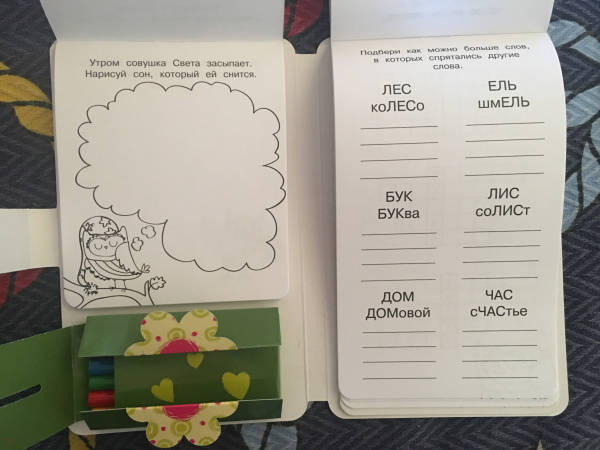 Утром совушка Света засыпает.
Нарисуй сон, который ей снится.
Подбери как можно больше слов,
в которых спрятались другие
слова.
ЛЕС
коЛЕСо
ЕЛЬ
шмЕЛЬ
БУК
БУКва
ЛИС
соЛИСт
ДОМ
ДОМовой
ЧАС
сЧАСтье